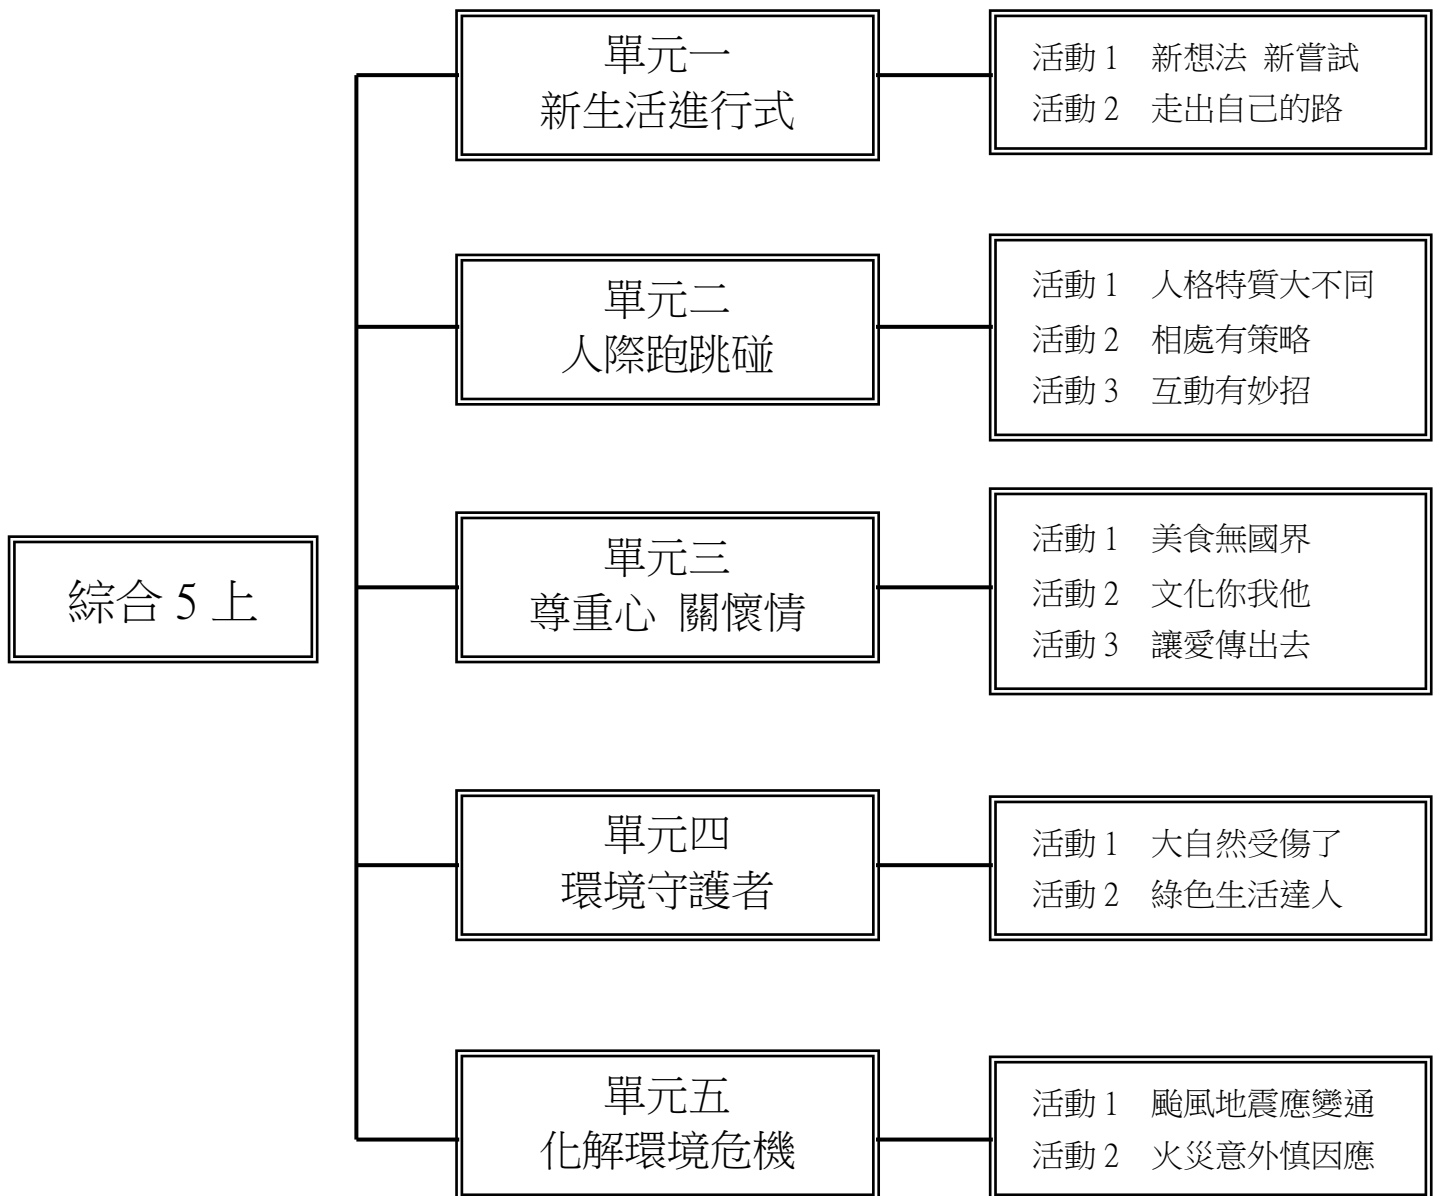 單元一
新生活進行式
活動 1 新想法 新嘗試
活動 2 走出自己的路
單元二
人際跑跳碰
活動 1 人格特質大不同
活動 2 相處有策略
活動 3 互動有妙招
綜合 5 上
單元三
尊重心 關懷情
活動 1 美食無國界
活動 2 文化你我他
活動 3 讓愛傳出去
單元四
環境守護者
活動 1 大自然受傷了
活動 2 綠色生活達人
單元五
化解環境危機
活動 1 颱風地震應變通
活動 2 火災意外慎因應